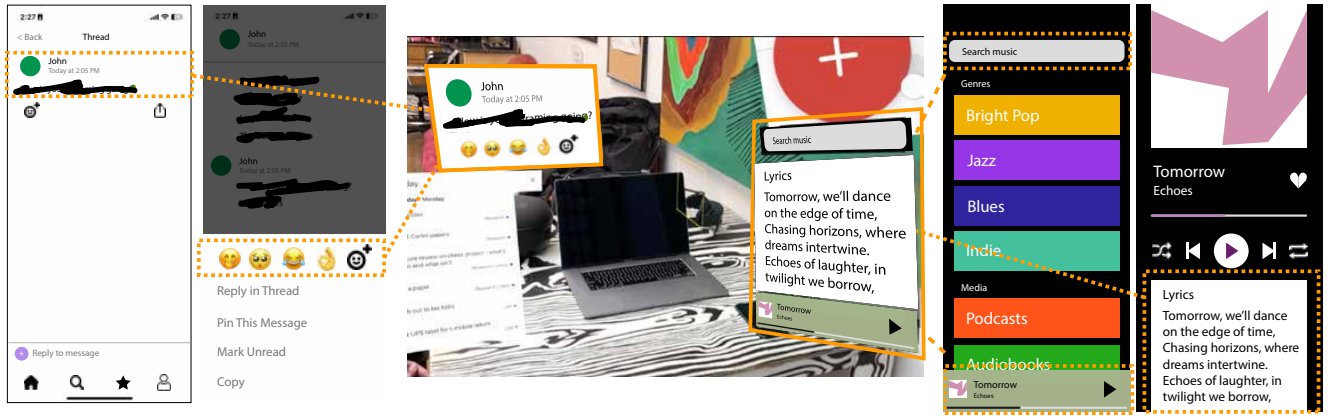 2:27
< Back
Thread
John
Today at 2:05 PM
Reply to message
2:27
John
Today at 2:05 PM
John
Today at 2:05 PM
Reply in Thread
Pin This Message
Mark Unread
Copy
John
Today at 2:05 PM
going?
day
Monday
a paper
Search music
Lyrics
Tomorrow, we'll dance
on the edge of time,
Chasing horizons, where
dreams intertwine.
Echoes of laughter, in
twilight we borrow,
Tomorrow
Echoes
Search music
Genres
Bright Pop
Jazz
Blues
Indie
Media
Podcasts
Audiobooks
Tomorrow
Echoes
Tomorrow
Echoes
Lyrics
Tomorrow, we'll dance
on the edge of time,
Chasing horizons, where
dreams intertwine.
Echoes of laughter, in
twilight we borrow,